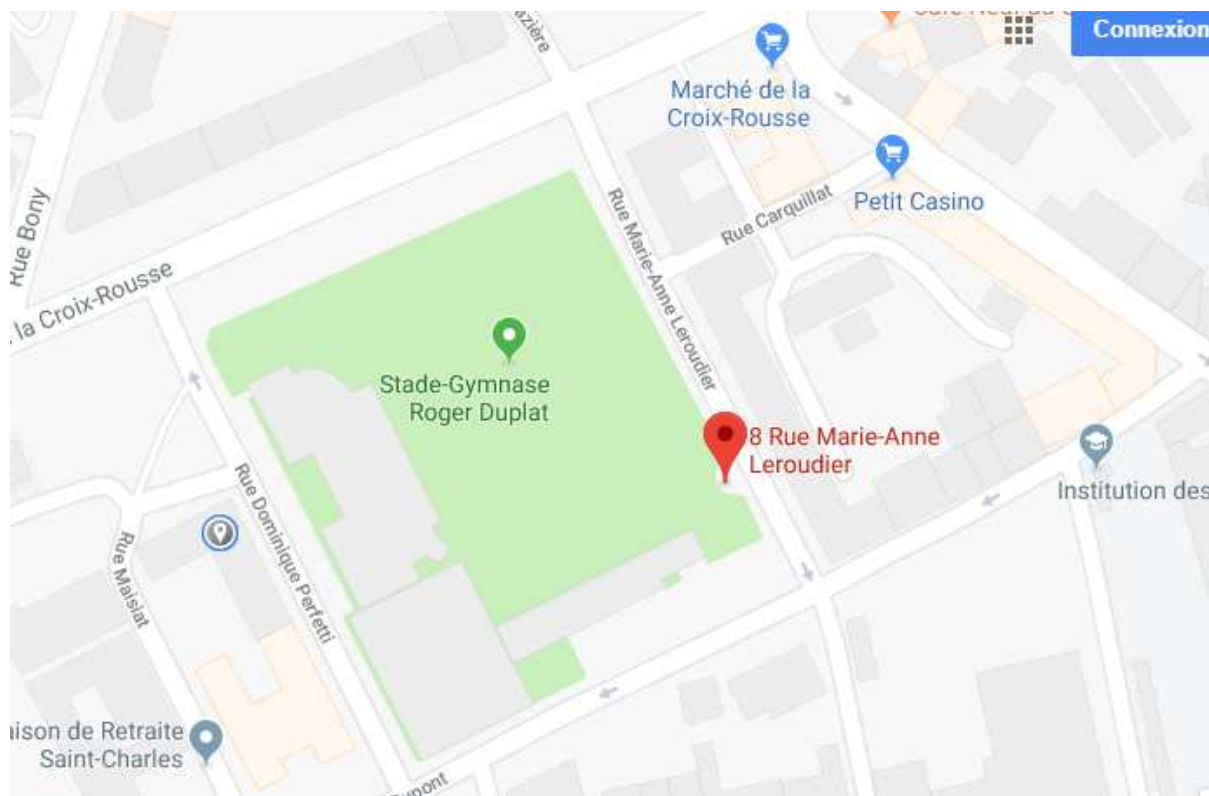 Connexion
Marché de la
Croix-Rousse
Petit Casino
Rue Carquillat
Rue Bony
la Croix-Rousse
Rue Marie-Anne Leroudier
Stade-Gymnase
Roger Duplat
8 Rue Marie-Anne
Leroudier
Institution des
Rue Dominique Perfetti
Rue Maisiat
aison de Retraite
Saint-Charles